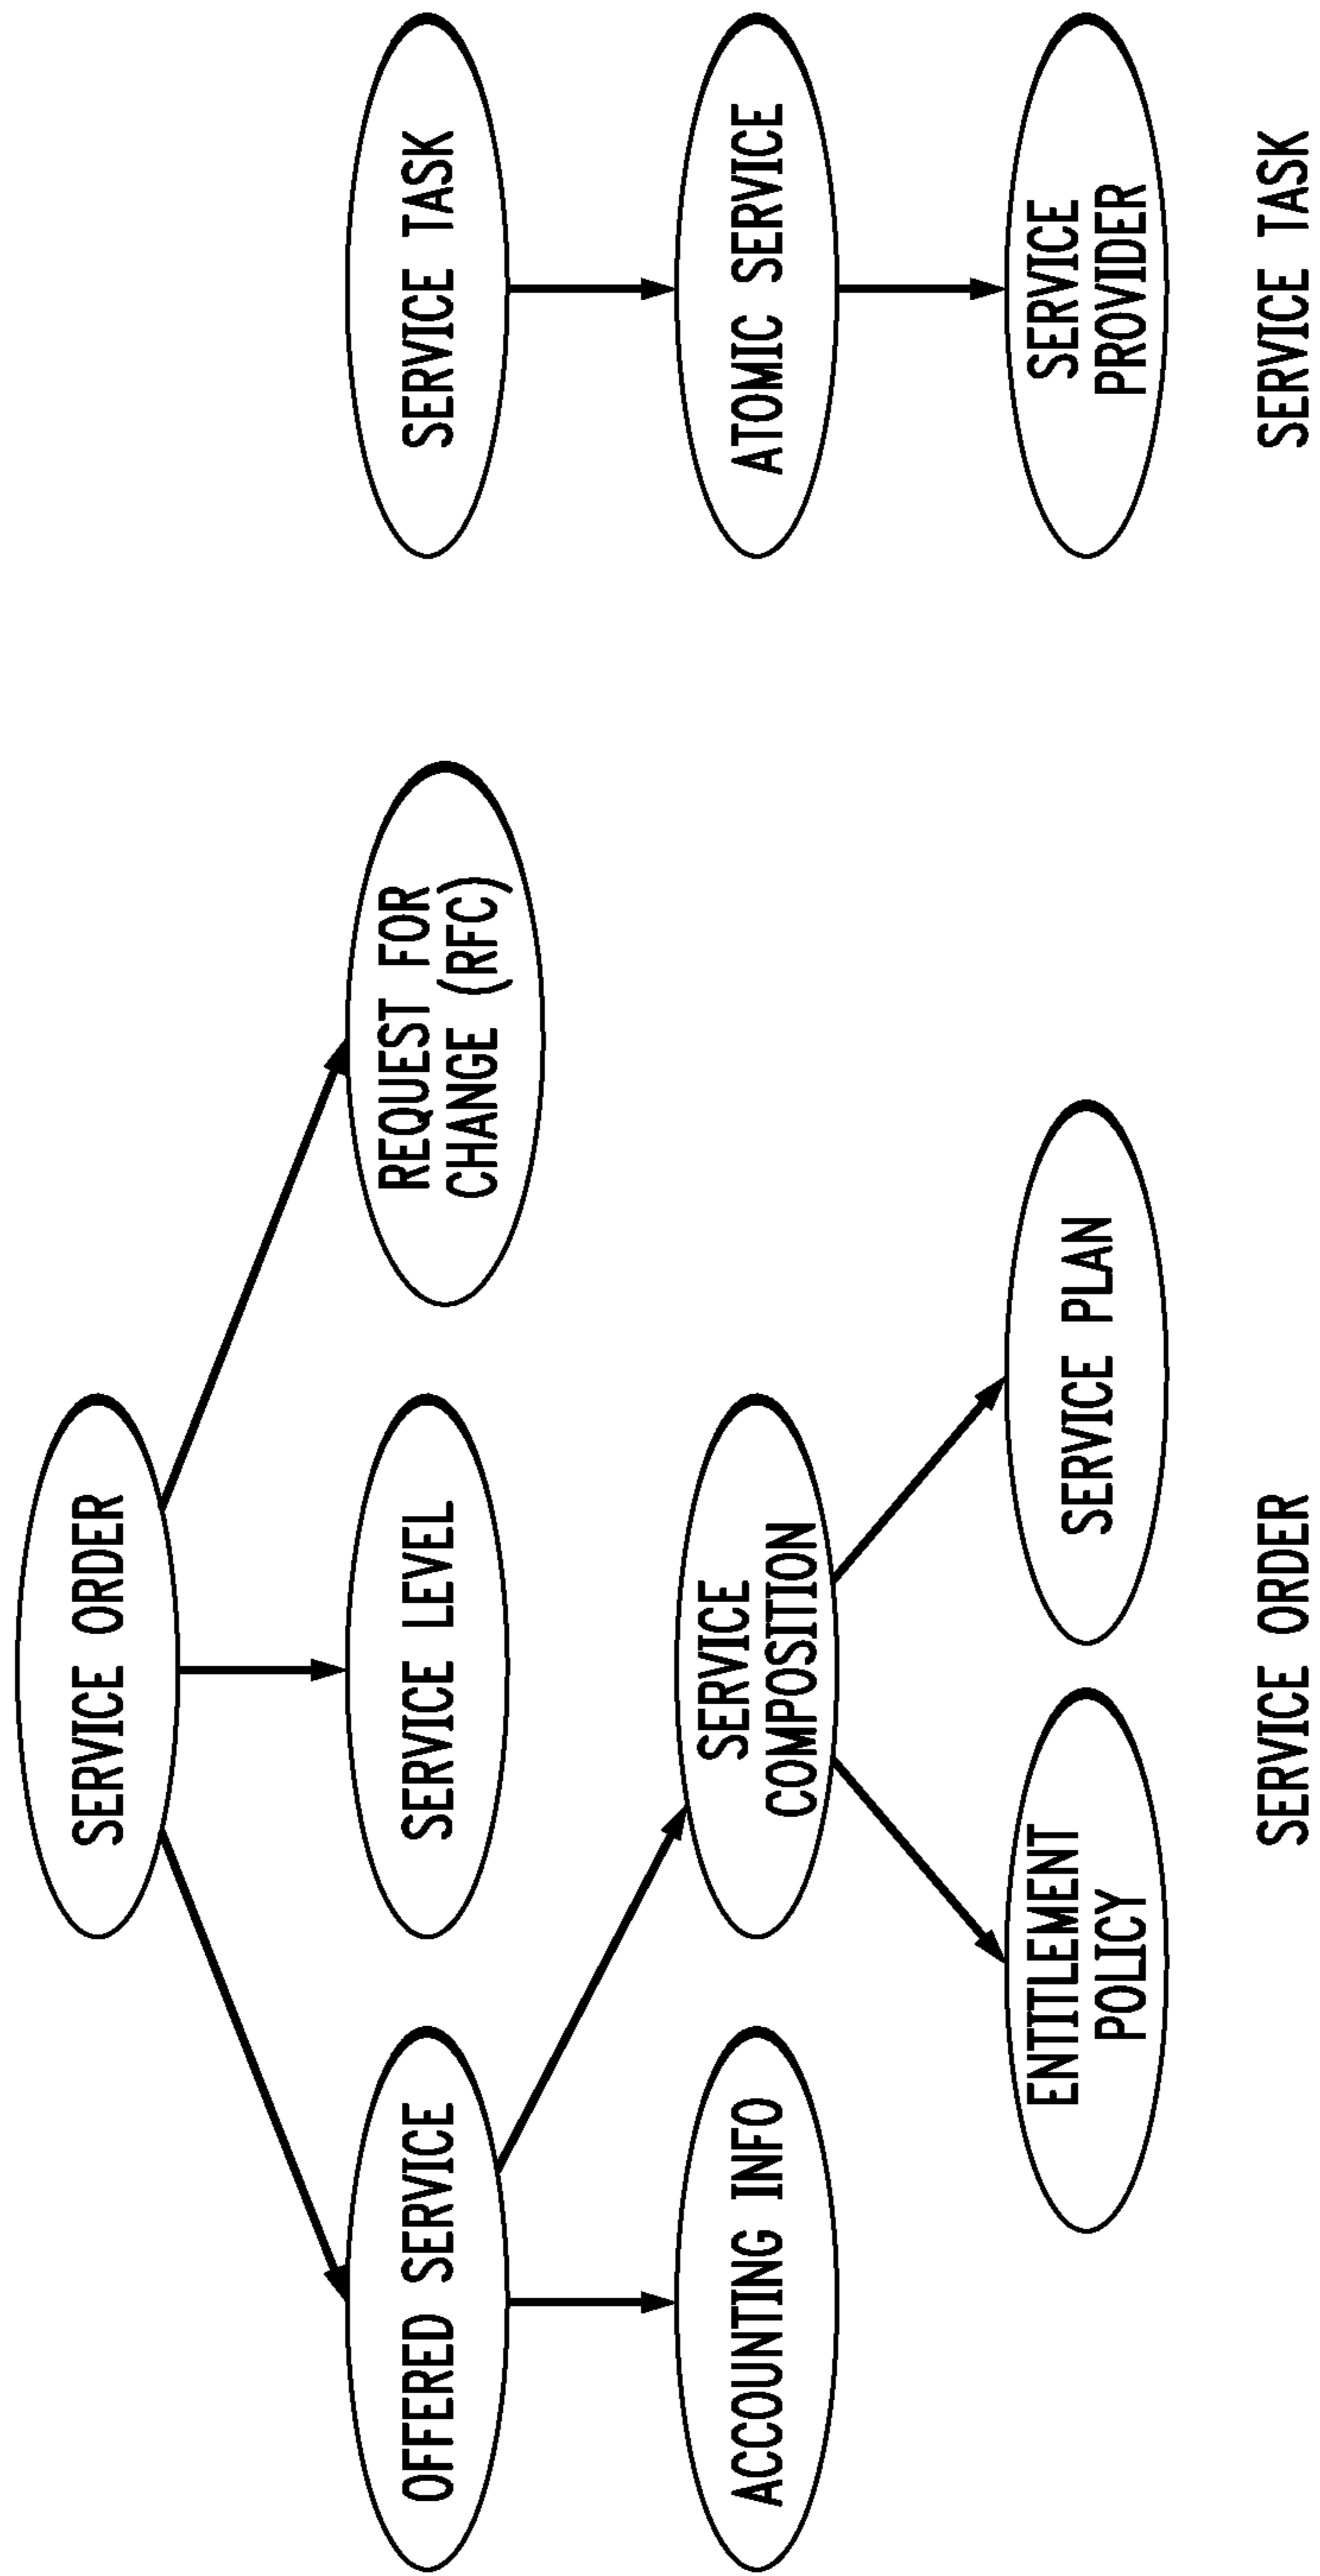 SERVICE ORDER
OFFERED SERVICE
SERVICE LEVEL
REQUEST FOR
CHANGE (RFC)
SERVICE TASK
ACCOUNTING INFO
SERVICE
COMPOSITION
ATOMIC SERVICE
ENTITLEMENT
POLICY
SERVICE PLAN
SERVICE
PROVIDER
SERVICE ORDER
SERVICE TASK